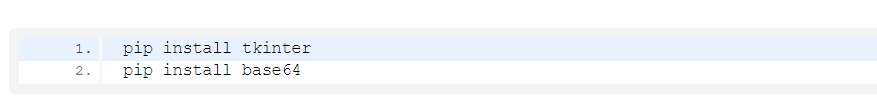 1. pip install tkinter
2. pip install base64